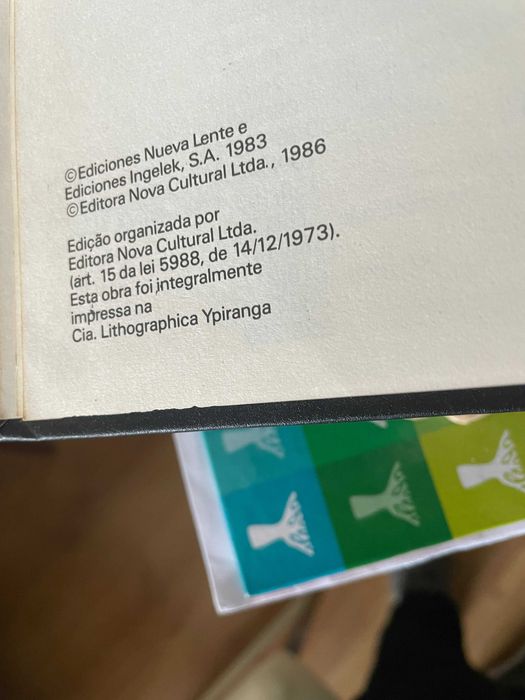 ©Ediciones Nueva Lente e
Ediciones Ingelek, S.A. 1983
©Editora Nova Cultural Ltda., 1986
Edição organizada por
Editora Nova Cultural Ltda.
(art. 15 da lei 5988, de 14/12/1973).
Esta obra foi integralmente
impressa na
Cia. Lithographica Ypiranga